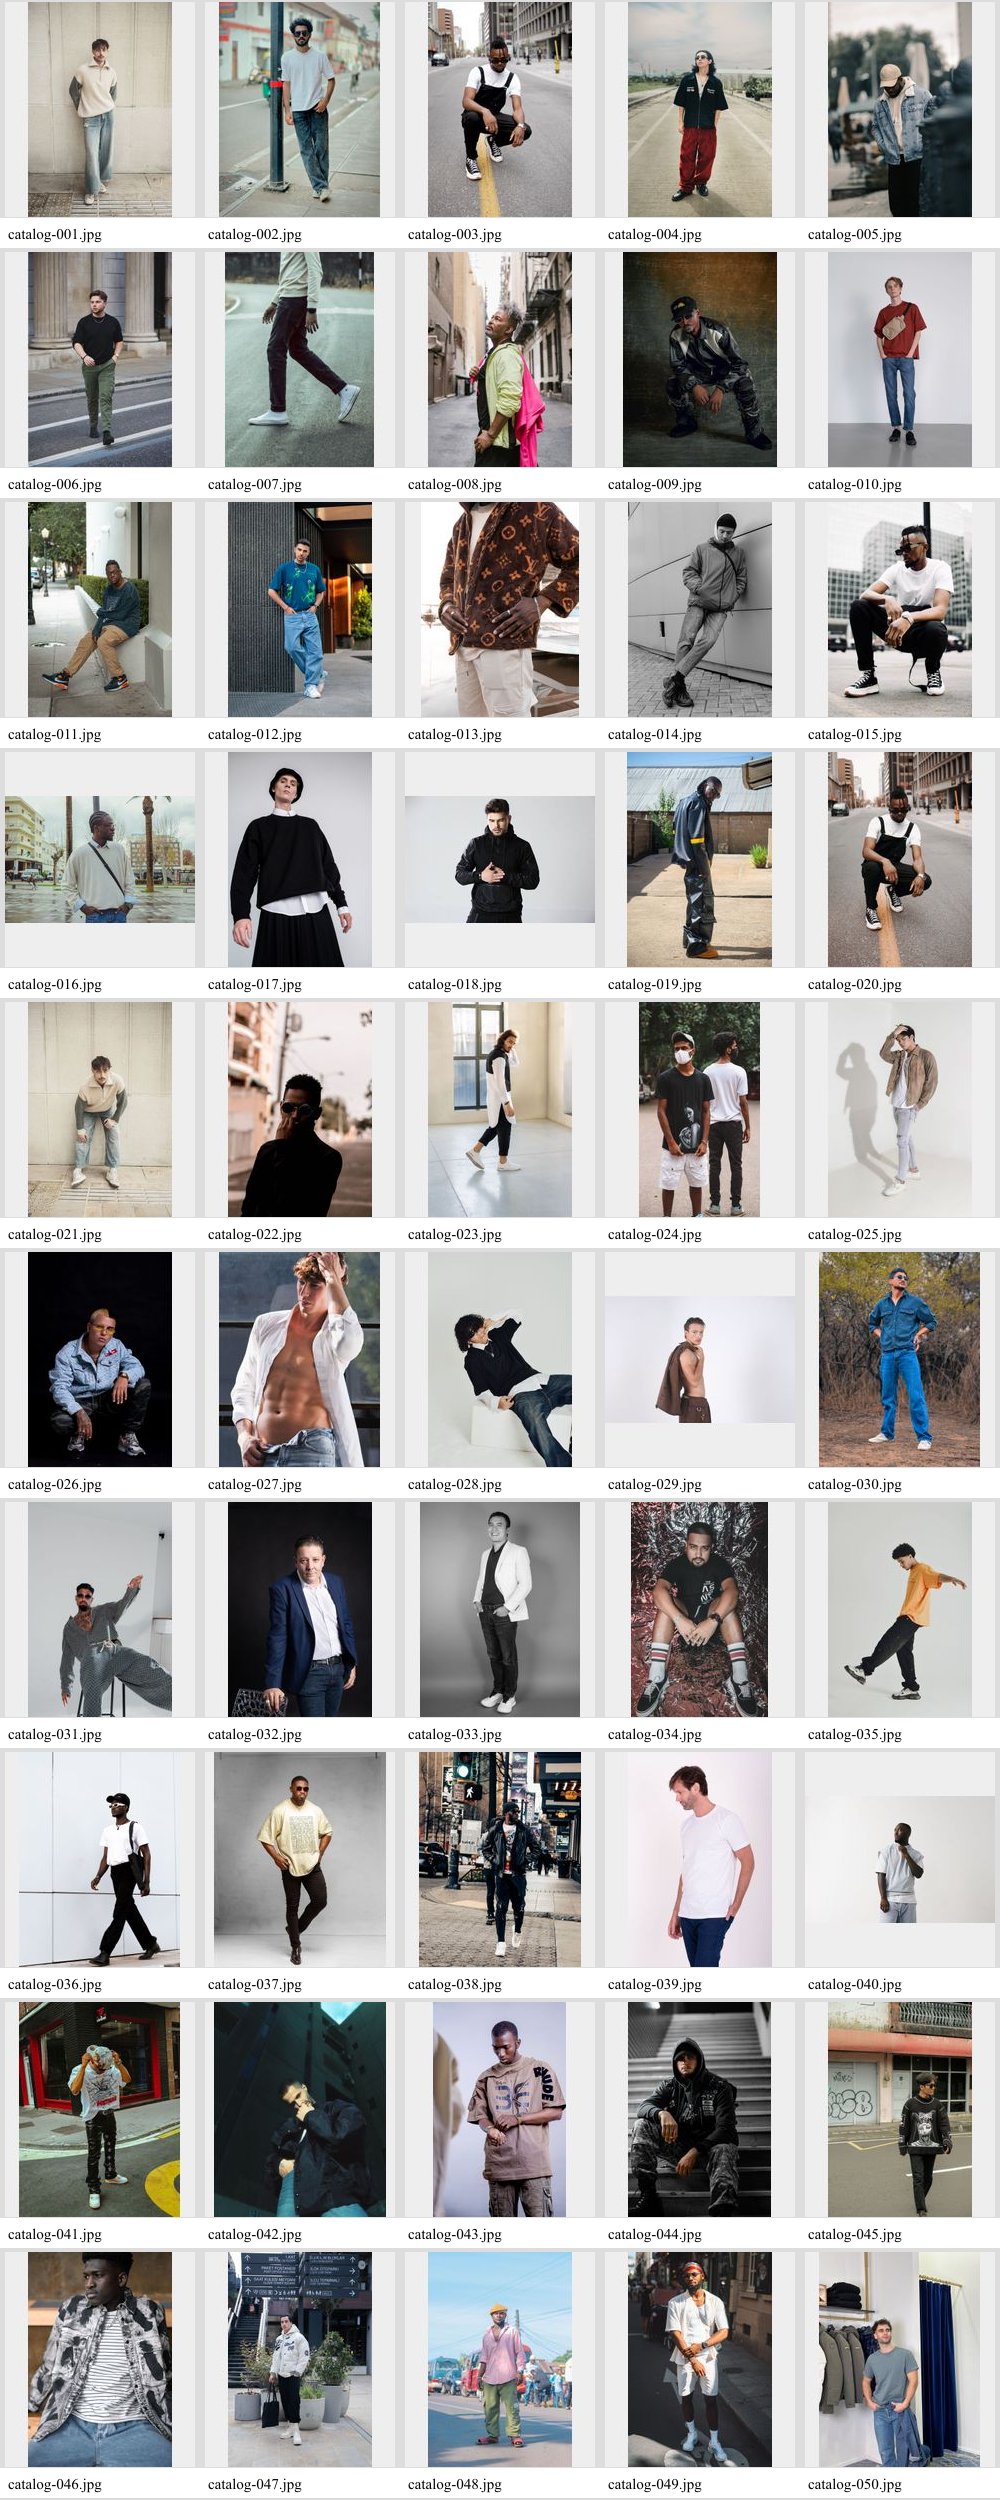 catalog-001.jpg
catalog-002.jpg
catalog-003.jpg
catalog-004.jpg
catalog-005.jpg
catalog-006.jpg
catalog-007.jpg
catalog-008.jpg
catalog-009.jpg
catalog-010.jpg
catalog-011.jpg
catalog-012.jpg
catalog-013.jpg
catalog-014.jpg
catalog-015.jpg
catalog-016.jpg
catalog-017.jpg
catalog-018.jpg
catalog-019.jpg
catalog-020.jpg
catalog-021.jpg
catalog-022.jpg
catalog-023.jpg
catalog-024.jpg
catalog-025.jpg
catalog-026.jpg
catalog-027.jpg
catalog-028.jpg
catalog-029.jpg
catalog-030.jpg
catalog-031.jpg
catalog-032.jpg
catalog-033.jpg
catalog-034.jpg
catalog-035.jpg
catalog-036.jpg
catalog-037.jpg
catalog-038.jpg
catalog-039.jpg
catalog-040.jpg
RUDE
catalog-041.jpg
catalog-042.jpg
catalog-043.jpg
catalog-044.jpg
catalog-045.jpg
catalog-046.jpg
catalog-047.jpg
catalog-048.jpg
catalog-049.jpg
catalog-050.jpg